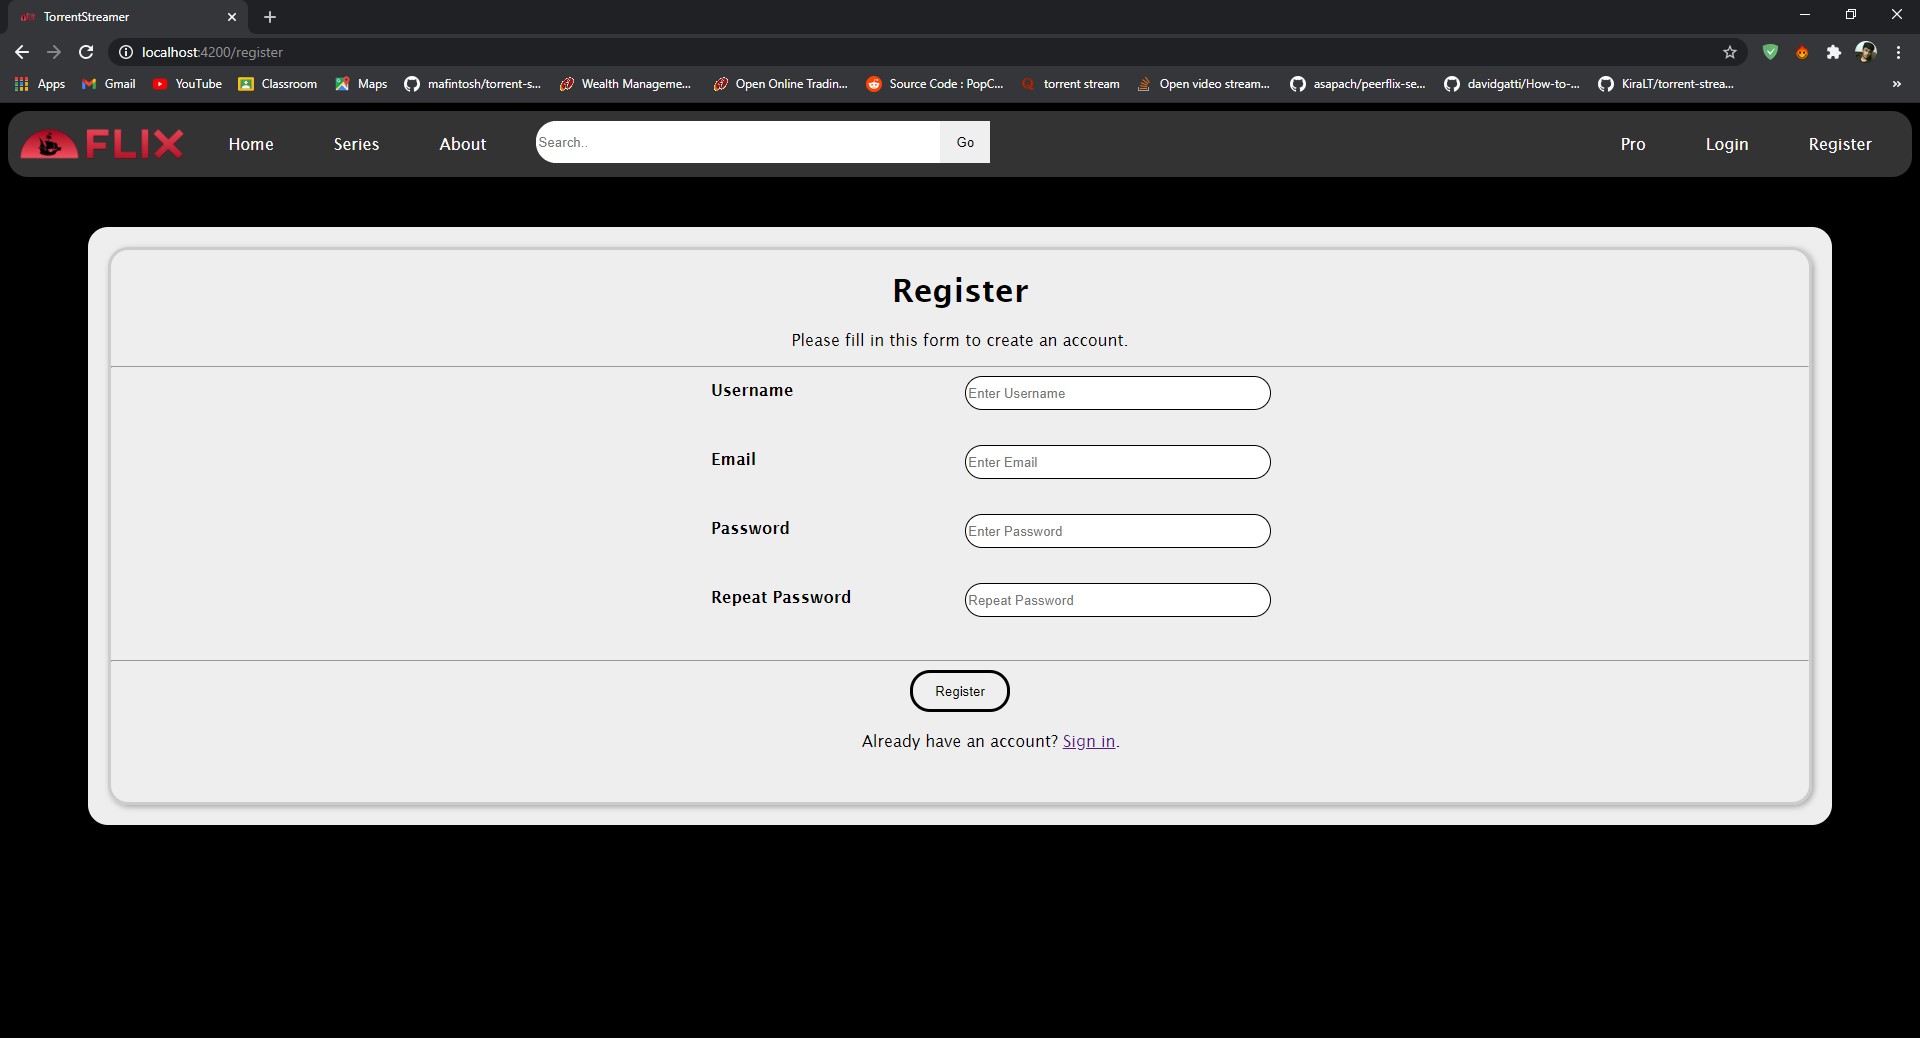 TorrentStreamer
localhost:4200/register
Apps Gmail YouTube Classroom Maps mafintosh/torrent-s... Wealth Manageme... Open Online Tradin... Source Code : PopC... torrent stream Open video stream... asapach/peerflix-se... davidgatti/How-to-... KiraLT/torrent-strea... »
FLIX Home Series About Search.. Go Pro Login Register
Register
Please fill in this form to create an account.
Username Enter Username
Email Enter Email
Password Enter Password
Repeat Password Repeat Password
Register
Already have an account? Sign in.